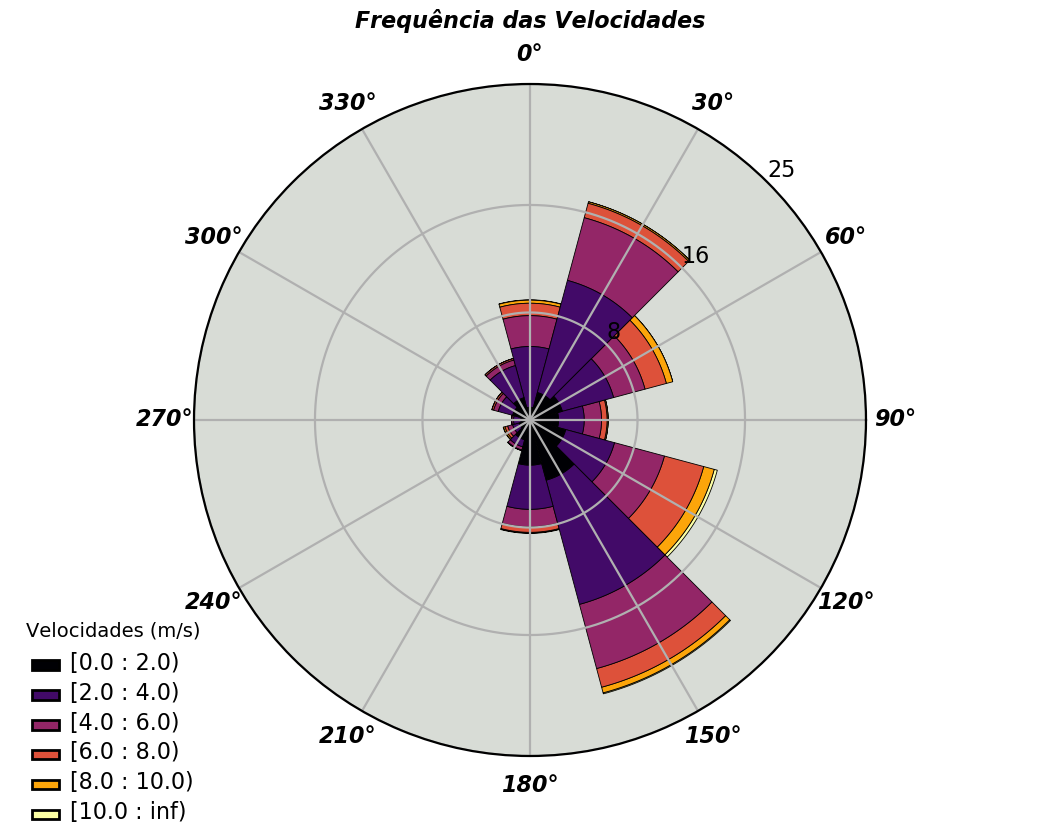 Frequência das Velocidades
0°
330°
30°
25
300°
60°
16
8
270°
90°
240°
120°
210°
150°
180°
Velocidades (m/s)
[0.0 : 2.0)
[2.0 : 4.0)
[4.0 : 6.0)
[6.0 : 8.0)
[8.0 : 10.0)
[10.0 : inf)